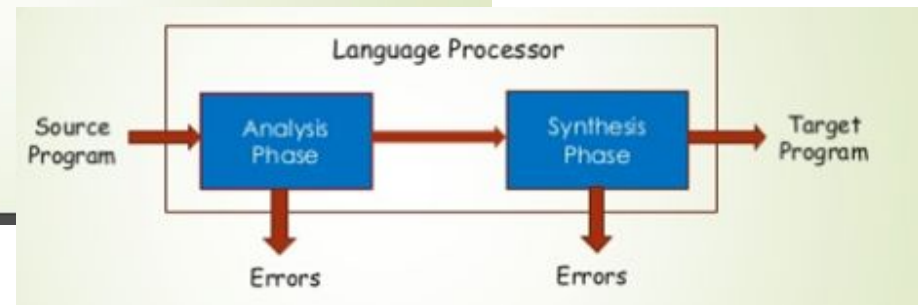 Language Processor
Source
Program
Analysis
Phase
Synthesis
Phase
Target
Program
Errors
Errors